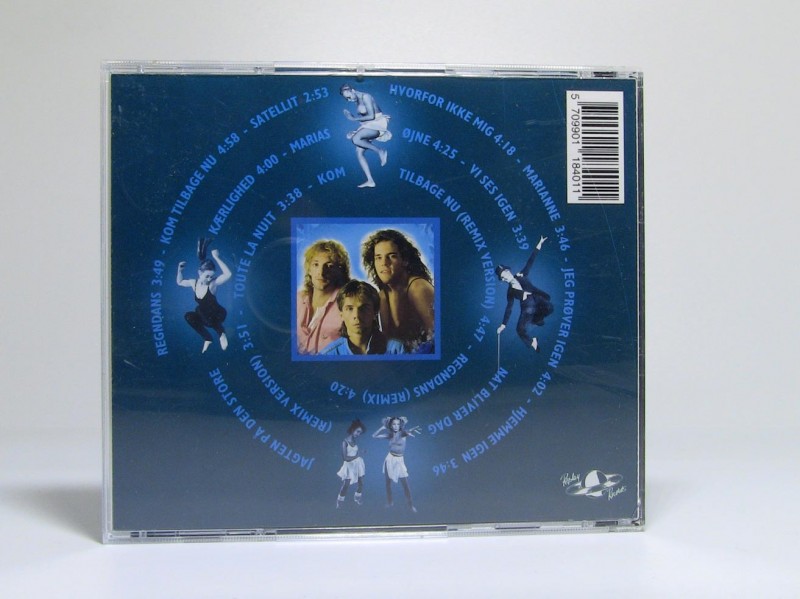 REGNDANS 3:49 - KOM TILBAGE NU 4:58 - SATELLIT 2:53
HVORFOR IKKE MIG 4:18 - MARIANNE 3:46 - JEG PRØVER IGEN 4:02 - HJEMME IGEN 3:46
JAGTEN PÅ DEN STORE
KÆRLIGHED 4:00 - MARIAS
ØJNE 4:25 - VI SES IGEN 3:39
NAT BLIVER DAG
(REMIX VERSION) 3:51 - TOUTE LA NUIT 3:38 - KOM
TILBAGE NU (REMIX VERSION) 4:47 - REGNDANS (REMIX) 4:20
5 709901 184011